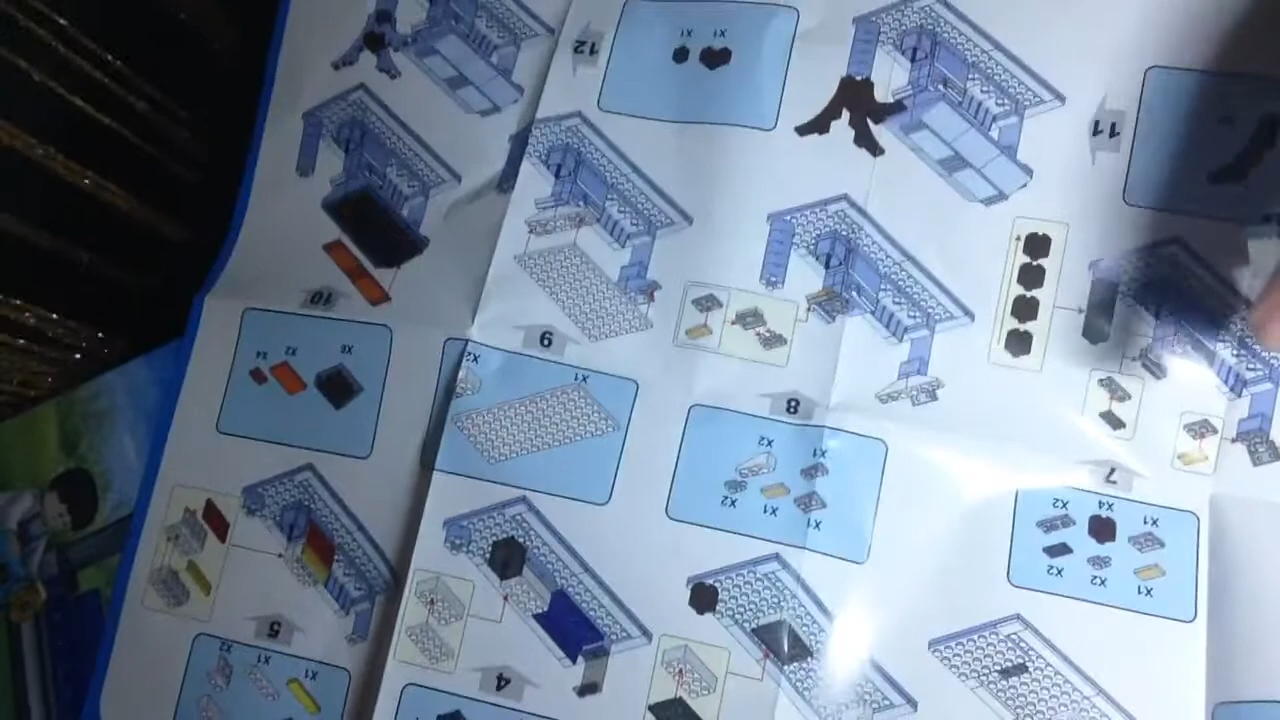 4
X1 X1 X2
5
X1 X2 X2
X1 X4 X2
7
X1 X1 X2
X1 X2
8
X1 X2
9
X6 X2 X4
10
11
X1 X1
12